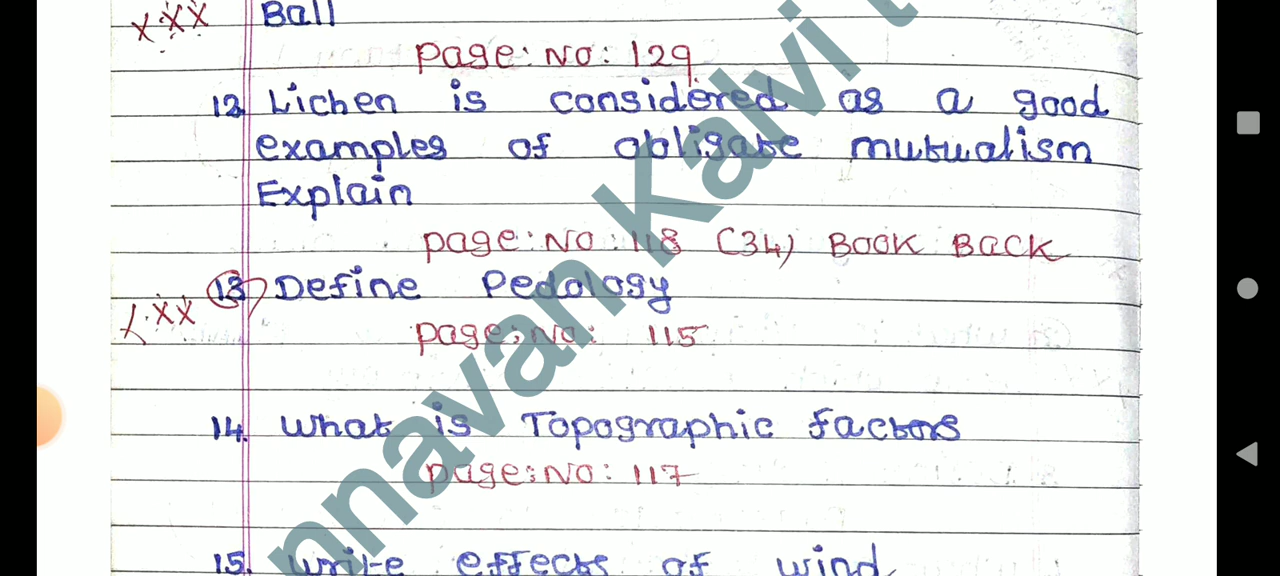 x x x Ball
Page: No: 129
12. Lichen is considered as a good
examples of obligate mutualism
Explain
page: No: 118 (34) BOOK BACK
x x x 13 Define Pedology
page: No: 115
14. What is Topographic factors
page: No: 117
15. Write effects of wind
nnavan Kalvi t